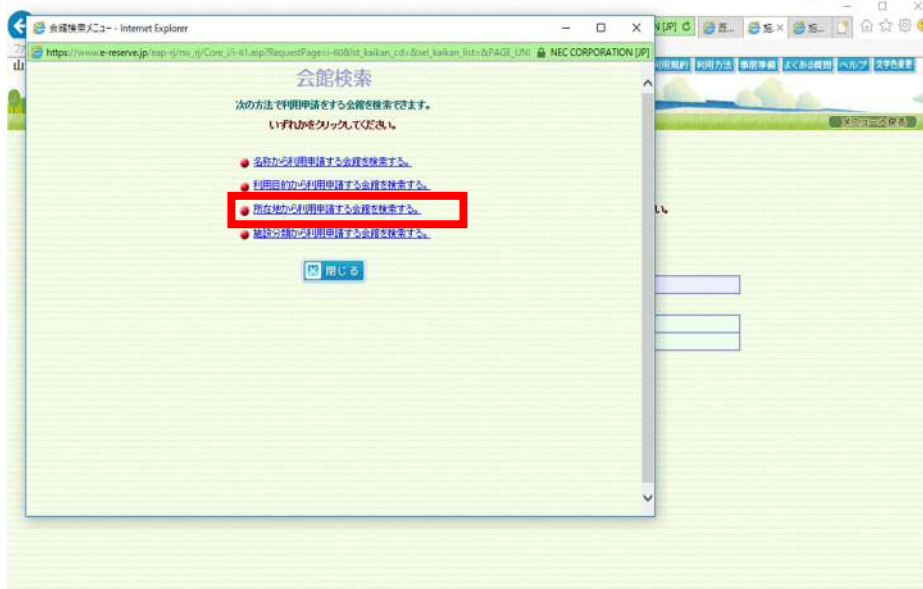 会館検索メニュー - Internet Explorer
https://www.e-reserve.jp/eap-rj/rsv_rj/Core_i/i-61.asp?RequestPage=i-60&lst_kaikan_cd=&sel_kaikan_list=&PAGE_UNI
NEC CORPORATION [JP]
会館検索
次の方法で利用申請をする会館を検索できます。
いずれかをクリックしてください。
名称から利用申請する会館を検索する。
利用目的から利用申請する会館を検索する。
所在地から利用申請する会館を検索する。
施設分類から利用申請する会館を検索する。
閉じる
利用規約 利用方法 事前準備 よくある質問 ヘルプ 文字色変更
メニューへ戻る
い。